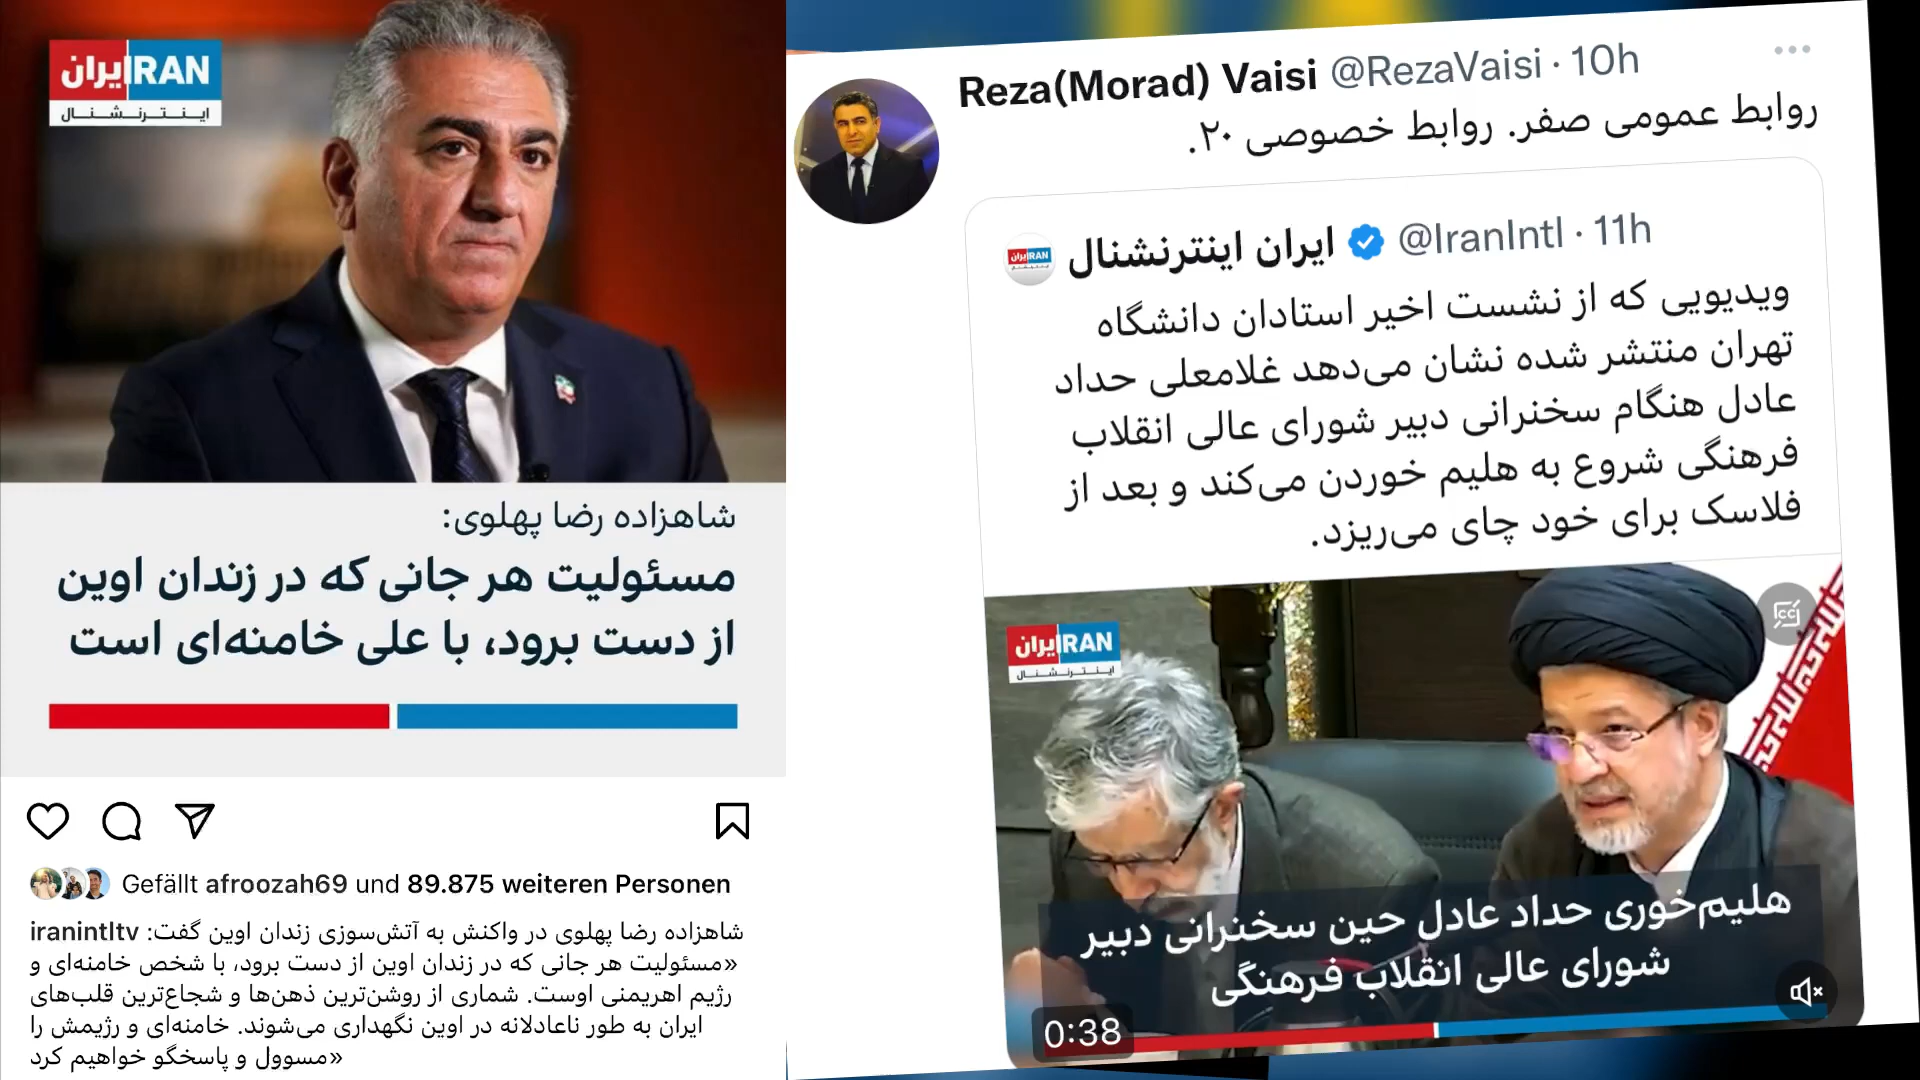 ایران IRAN
اینترنشنال
شاهزاده رضا پهلوی:
مسئولیت هر جانی که در زندان اوین
از دست برود، با علی خامنه‌ای است
Gefällt afroozah69 und 89.875 weiteren Personen
iranintltv شاهزاده رضا پهلوی در واکنش به آتش‌سوزی زندان اوین گفت:
«مسئولیت هر جانی که در زندان اوین از دست برود، با شخص خامنه‌ای و
رژیم اهریمنی اوست. شماری از روشن‌ترین ذهن‌ها و شجاع‌ترین قلب‌های
ایران به طور ناعادلانه در اوین نگهداری می‌شوند. خامنه‌ای و رژیمش را
مسوول و پاسخگو خواهیم کرد»
Reza(Morad) Vaisi @RezaVaisi · 10h
روابط عمومی صفر. روابط خصوصی ۲۰.
ایران اینترنشنال @IranIntl · 11h
ویدیویی که از نشست اخیر استادان دانشگاه
تهران منتشر شده نشان می‌دهد غلامعلی حداد
عادل هنگام سخنرانی دبیر شورای عالی انقلاب
فرهنگی شروع به هلیم خوردن می‌کند و بعد از
فلاسک برای خود چای می‌ریزد.
ایران IRAN
اینترنشنال
CC
هلیم‌خوری حداد عادل حین سخنرانی دبیر
شورای عالی انقلاب فرهنگی
0:38